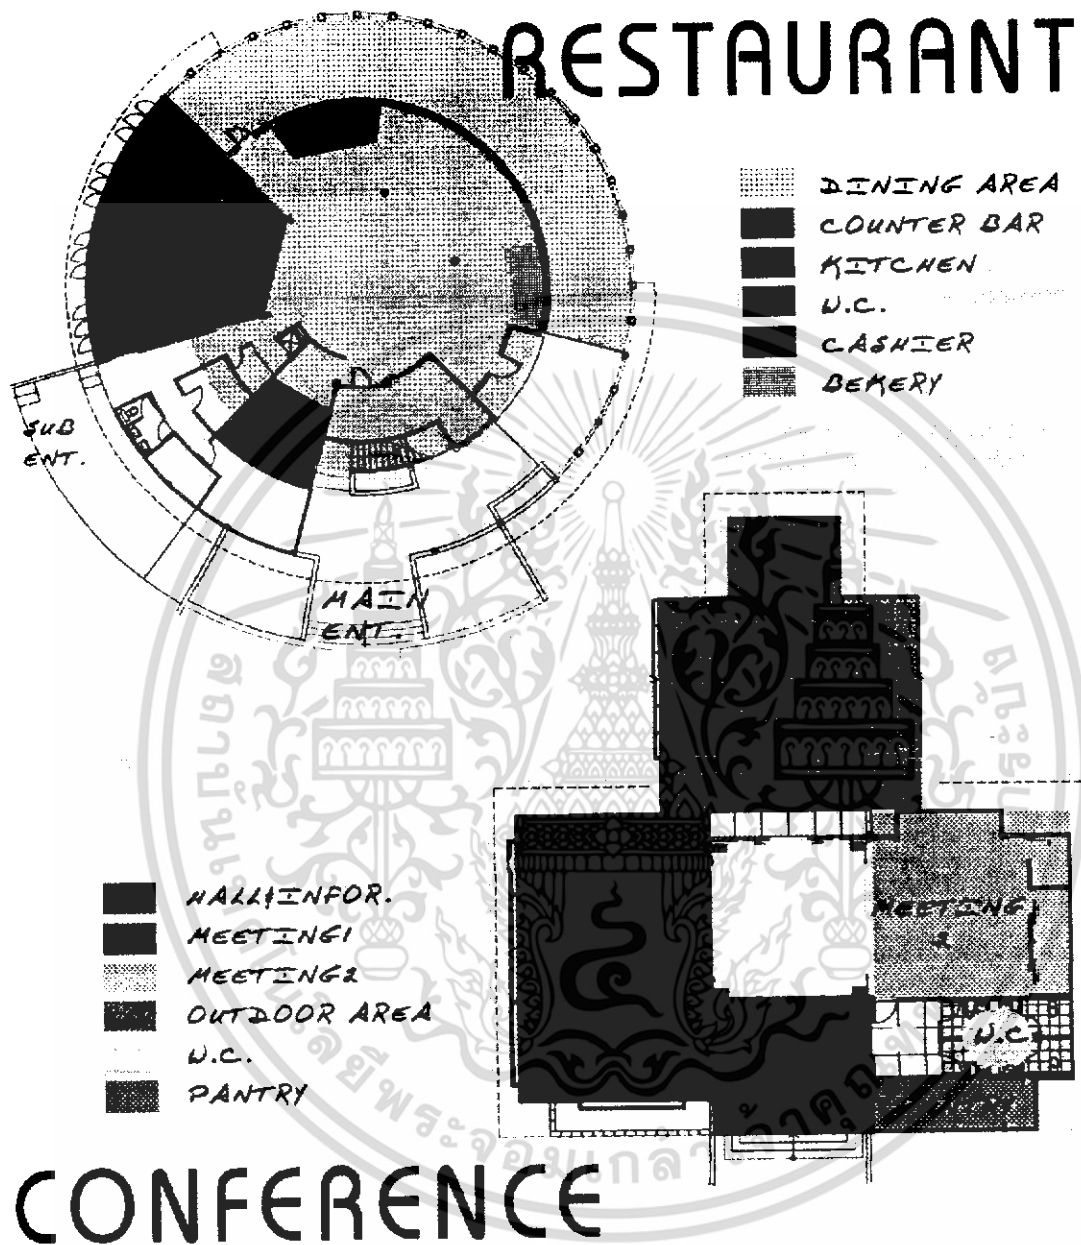 RESTAURANT
DINING AREA
COUNTER BAR
KITCHEN
W.C.
CASHIER
BEKERY
SUB
ENT.
MAIN
ENT.
MEETING
2
W.C.
HALL&INFOR.
MEETING1
MEETING2
OUTDOOR AREA
W.C.
PANTRY
CONFERENCE